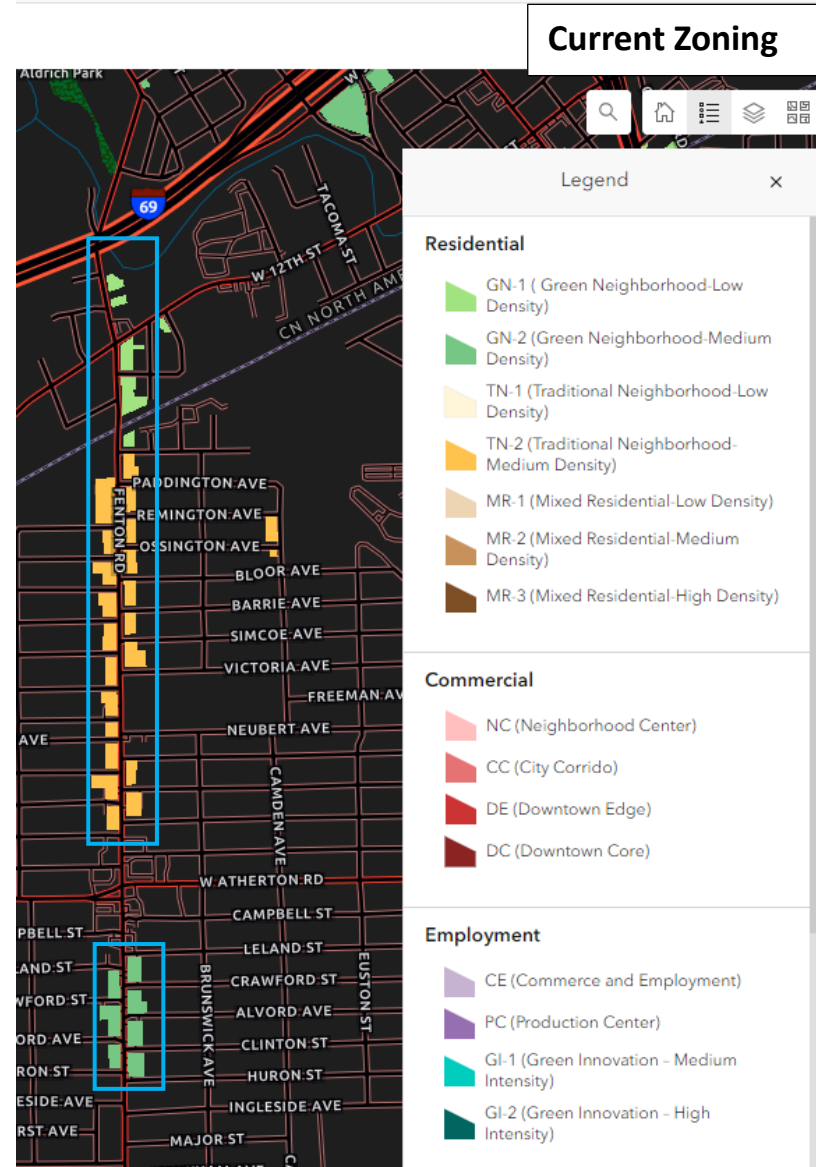 Current Zoning
Aldrich Park
69
TACOMA ST
W 12TH ST
CN NORTH AME
Legend
Residential
GN-1 ( Green Neighborhood-Low
Density)
GN-2 (Green Neighborhood-Medium
Density)
TN-1 (Traditional Neighborhood-Low
Density)
TN-2 (Traditional Neighborhood-
Medium Density)
MR-1 (Mixed Residential-Low Density)
MR-2 (Mixed Residential-Medium
Density)
MR-3 (Mixed Residential-High Density)
Commercial
NC (Neighborhood Center)
CC (City Corrido)
DE (Downtown Edge)
DC (Downtown Core)
Employment
CE (Commerce and Employment)
PC (Production Center)
GI-1 (Green Innovation – Medium
Intensity)
GI-2 (Green Innovation – High
Intensity)
PADDINGTON AVE
FENTON RD
REMINGTON AVE
OSSINGTON AVE
BLOOR AVE
BARRIE AVE
SIMCOE AVE
VICTORIA AVE
FREEMAN AV
NEUBERT AVE
AVE
CAMDEN AVE
W ATHERTON RD
CAMPBELL ST
PBELL ST
LELAND ST
AND ST
BRUNSWICK AVE
EUSTON ST
CRAWFORD ST
WFORD ST
ALVORD AVE
ORD AVE
CLINTON ST
RON ST
HURON ST
ESIDE AVE
INGLESIDE AVE
RST AVE
MAJOR ST